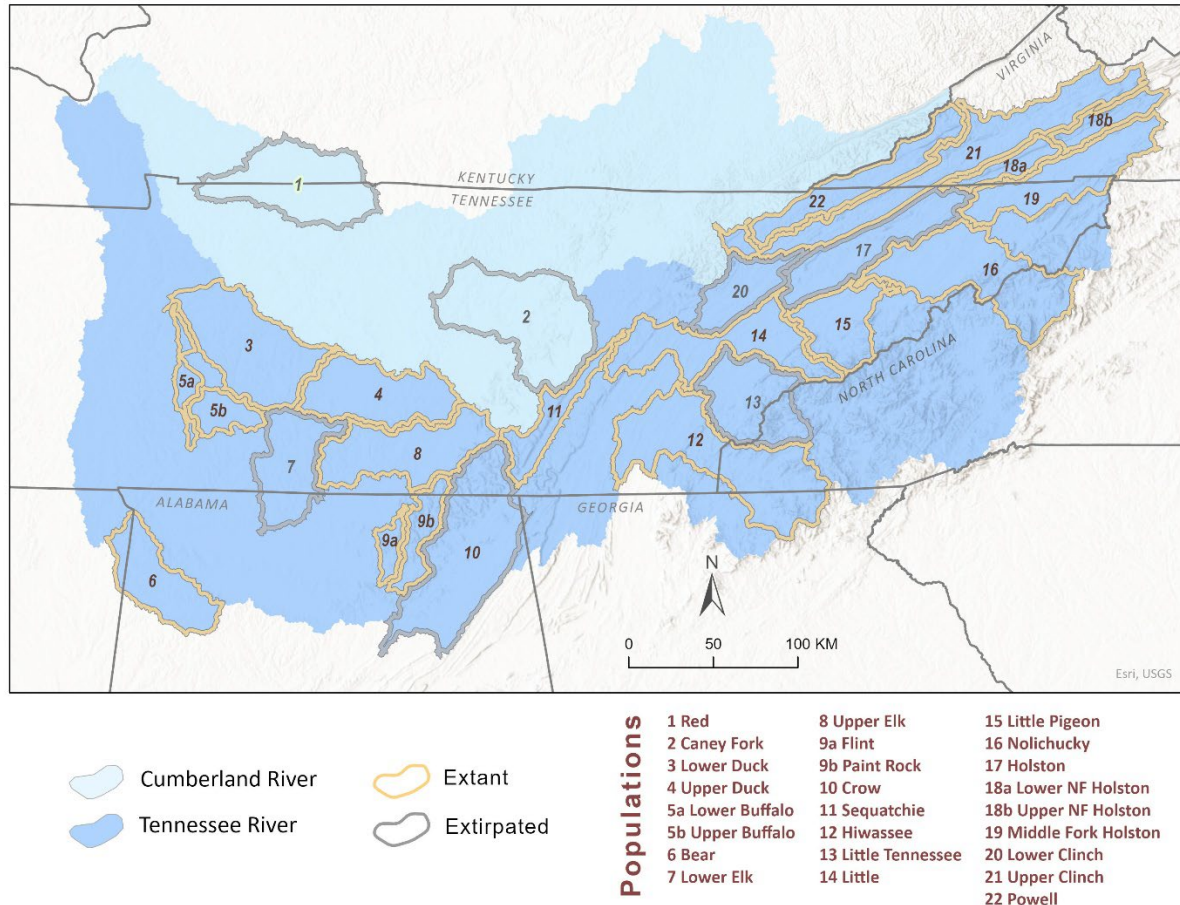 VIRGINIA
18b
21
18a
1
KENTUCKY
TENNESSEE
22
19
17
16
20
2
3
14
15
NORTH CAROLINA
5a
4
11
13
5b
12
8
7
ALABAMA
GEORGIA
9b
9a
10
6
N
0 50 100 KM
Esri, USGS
Cumberland River
Tennessee River
Extant
Extirpated
Populations
1 Red
2 Caney Fork
3 Lower Duck
4 Upper Duck
5a Lower Buffalo
5b Upper Buffalo
6 Bear
7 Lower Elk
8 Upper Elk
9a Flint
9b Paint Rock
10 Crow
11 Sequatchie
12 Hiwassee
13 Little Tennessee
14 Little
15 Little Pigeon
16 Nolichucky
17 Holston
18a Lower NF Holston
18b Upper NF Holston
19 Middle Fork Holston
20 Lower Clinch
21 Upper Clinch
22 Powell